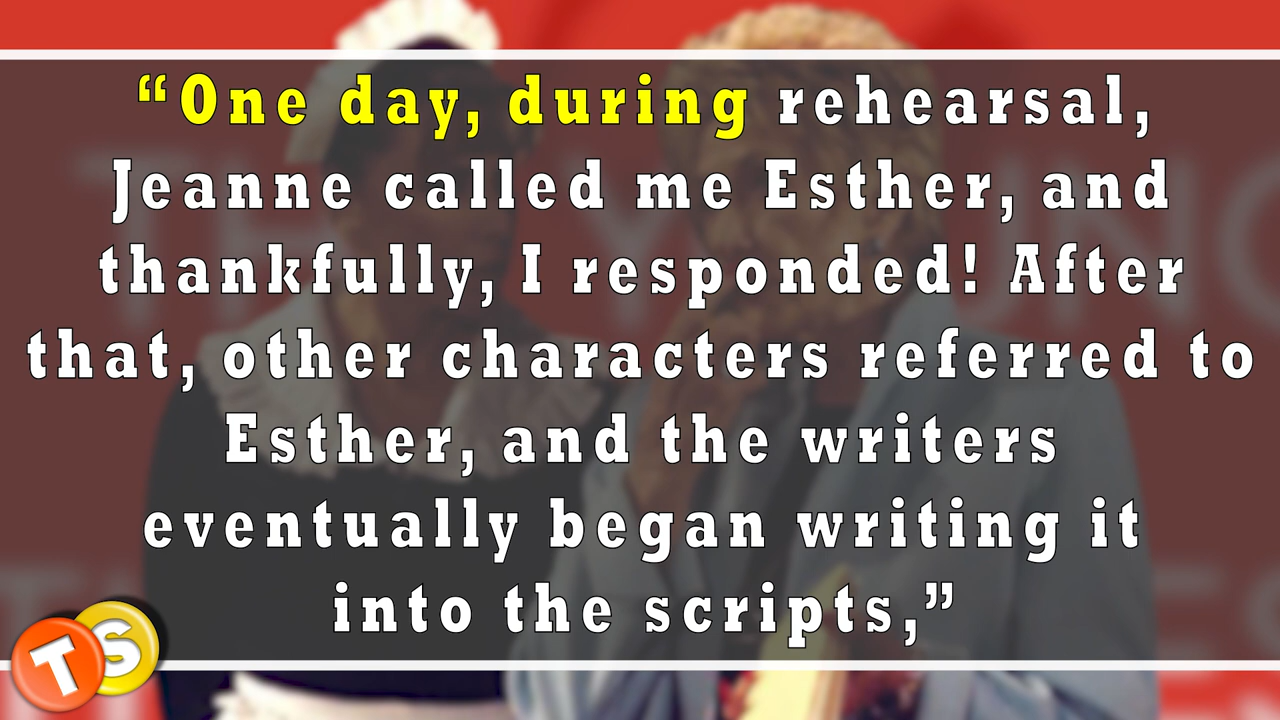 “One day, during rehearsal,
Jeanne called me Esther, and
thankfully, I responded! After
that, other characters referred to
Esther, and the writers
eventually began writing it
into the scripts,”
TS